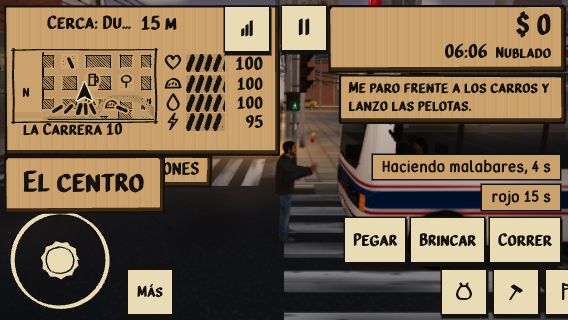 CERCA: DU... 15 M
100
100
100
95
N
LA CARRERA 10
ONES
EL CENTRO
MÁS
$ 0
06:06 NUBLADO
ME PARO FRENTE A LOS CARROS Y
LANZO LAS PELOTAS.
Haciendo malabares, 4 s
rojo 15 s
PEGAR
BRINCAR
CORRER